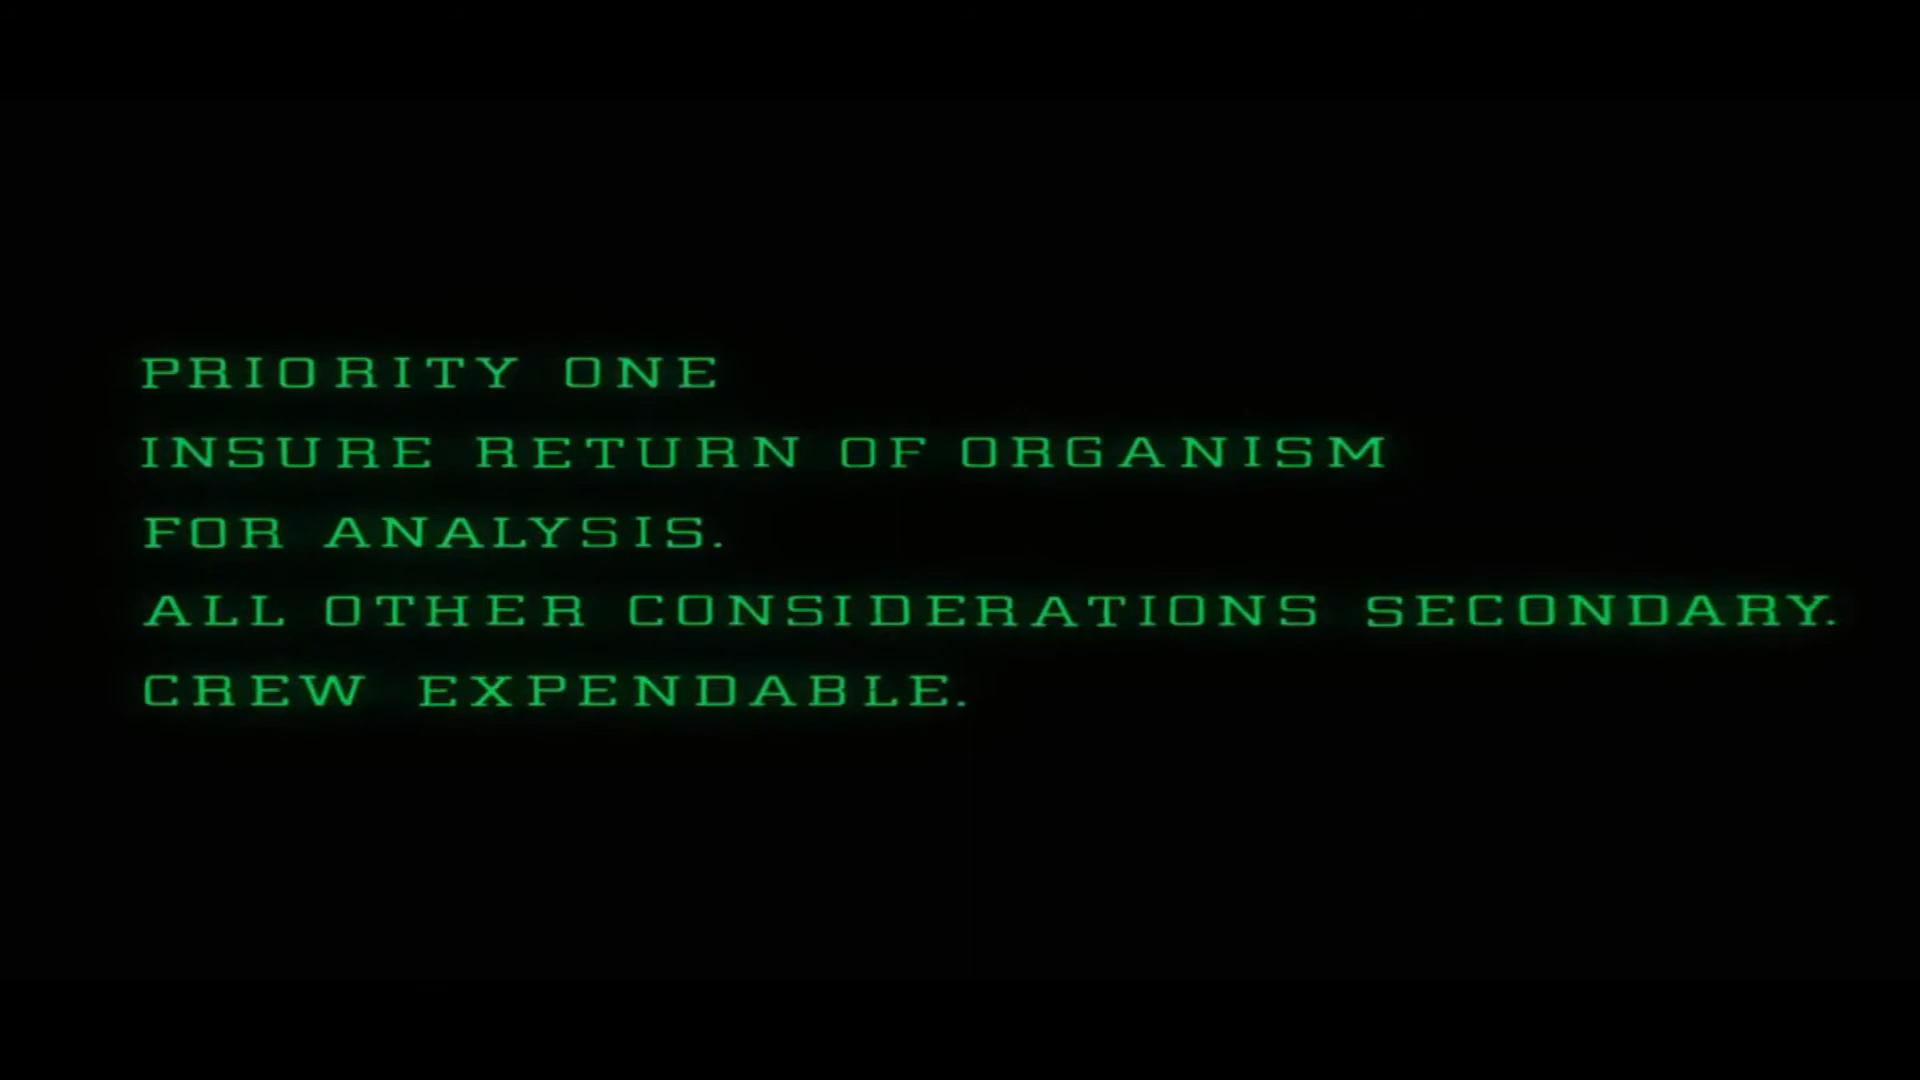 PRIORITY ONE
INSURE RETURN OF ORGANISM
FOR ANALYSIS.
ALL OTHER CONSIDERATIONS SECONDARY.
CREW EXPENDABLE.